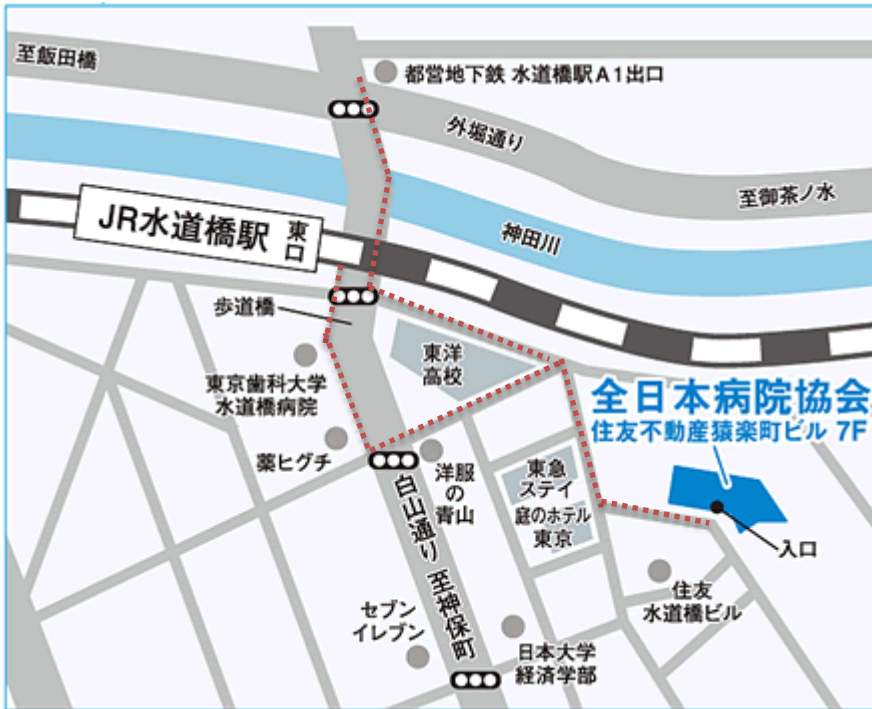 至飯田橋
都営地下鉄 水道橋駅A1出口
外堀通り
至御茶ノ水
JR水道橋駅
東口
神田川
歩道橋
東洋
高校
東京歯科大学
水道橋病院
全日本病院協会
住友不動産猿楽町ビル 7F
薬ヒグチ
洋服
の
青山
東急
ステイ
庭のホテル
東京
白山通り 至神保町
入口
住友
水道橋ビル
セブン
イレブン
日本大学
経済学部